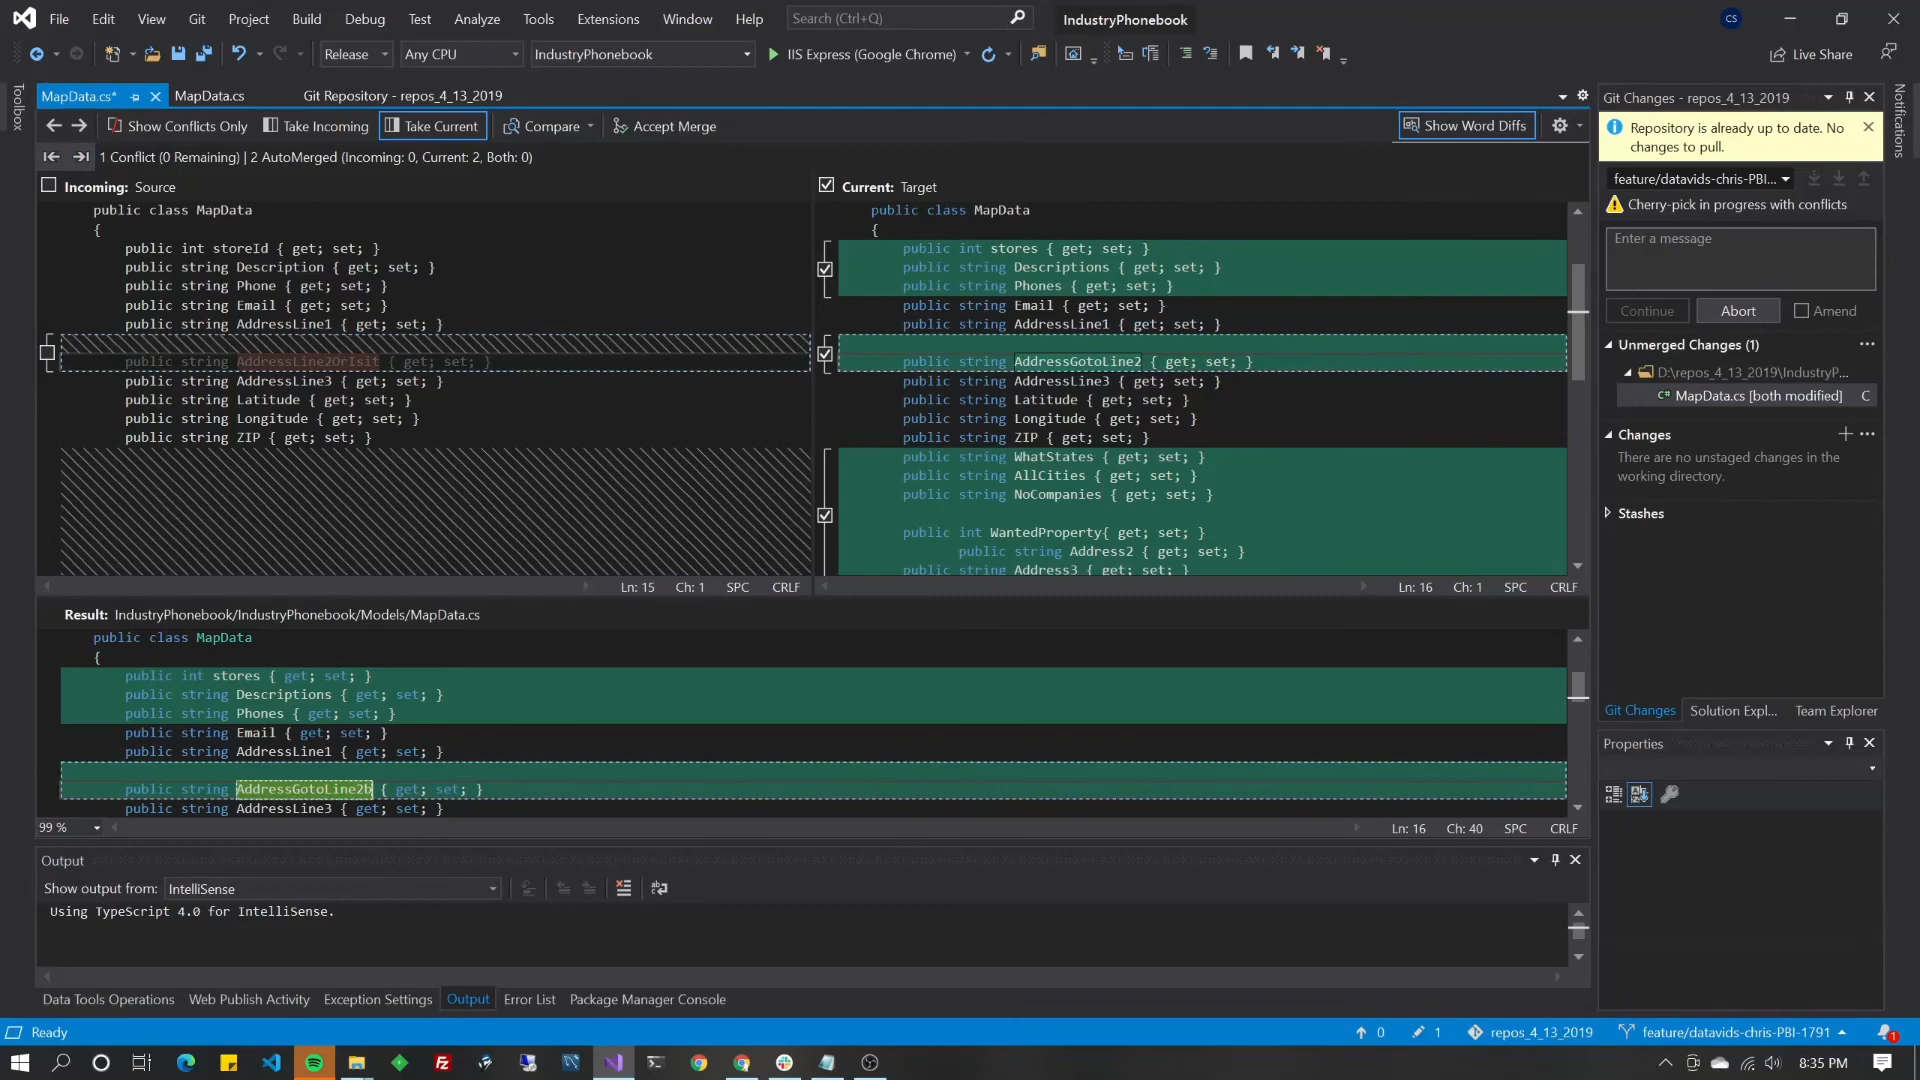 File Edit View Git Project Build Debug Test Analyze Tools Extensions Window Help Search (Ctrl+Q) IndustryPhonebook CS
Release Any CPU IndustryPhonebook IIS Express (Google Chrome) Live Share
Toolbox
MapData.cs* MapData.cs Git Repository - repos_4_13_2019
Show Conflicts Only Take Incoming Take Current Compare Accept Merge Show Word Diffs
1 Conflict (0 Remaining) | 2 AutoMerged (Incoming: 0, Current: 2, Both: 0)
Incoming: Source
public class MapData
{
public int storeId { get; set; }
public string Description { get; set; }
public string Phone { get; set; }
public string Email { get; set; }
public string AddressLine1 { get; set; }
public string AddressLine2OrIsit { get; set; }
public string AddressLine3 { get; set; }
public string Latitude { get; set; }
public string Longitude { get; set; }
public string ZIP { get; set; }
Ln: 15 Ch: 1 SPC CRLF
Current: Target
public class MapData
{
public int stores { get; set; }
public string Descriptions { get; set; }
public string Phones { get; set; }
public string Email { get; set; }
public string AddressLine1 { get; set; }
public string AddressGotoLine2 { get; set; }
public string AddressLine3 { get; set; }
public string Latitude { get; set; }
public string Longitude { get; set; }
public string ZIP { get; set; }
public string WhatStates { get; set; }
public string AllCities { get; set; }
public string NoCompanies { get; set; }
public int WantedProperty{ get; set; }
public string Address2 { get; set; }
public string Address3 { get; set; }
Ln: 16 Ch: 1 SPC CRLF
Result: IndustryPhonebook/IndustryPhonebook/Models/MapData.cs
public class MapData
{
public int stores { get; set; }
public string Descriptions { get; set; }
public string Phones { get; set; }
public string Email { get; set; }
public string AddressLine1 { get; set; }
public string AddressGotoLine2b { get; set; }
public string AddressLine3 { get; set; }
99 % Ln: 16 Ch: 40 SPC CRLF
Output
Show output from: IntelliSense
Using TypeScript 4.0 for IntelliSense.
Data Tools Operations Web Publish Activity Exception Settings Output Error List Package Manager Console
Git Changes - repos_4_13_2019
Repository is already up to date. No
changes to pull.
feature/datavids-chris-PBI...
Cherry-pick in progress with conflicts
Enter a message
Continue Abort Amend
Unmerged Changes (1)
D:\repos_4_13_2019\IndustryP...
C# MapData.cs [both modified] C
Changes
There are no unstaged changes in the
working directory.
Stashes
Git Changes Solution Expl... Team Explorer
Properties
Notifications
Ready 0 1 repos_4_13_2019 feature/datavids-chris-PBI-1791 1
8:35 PM